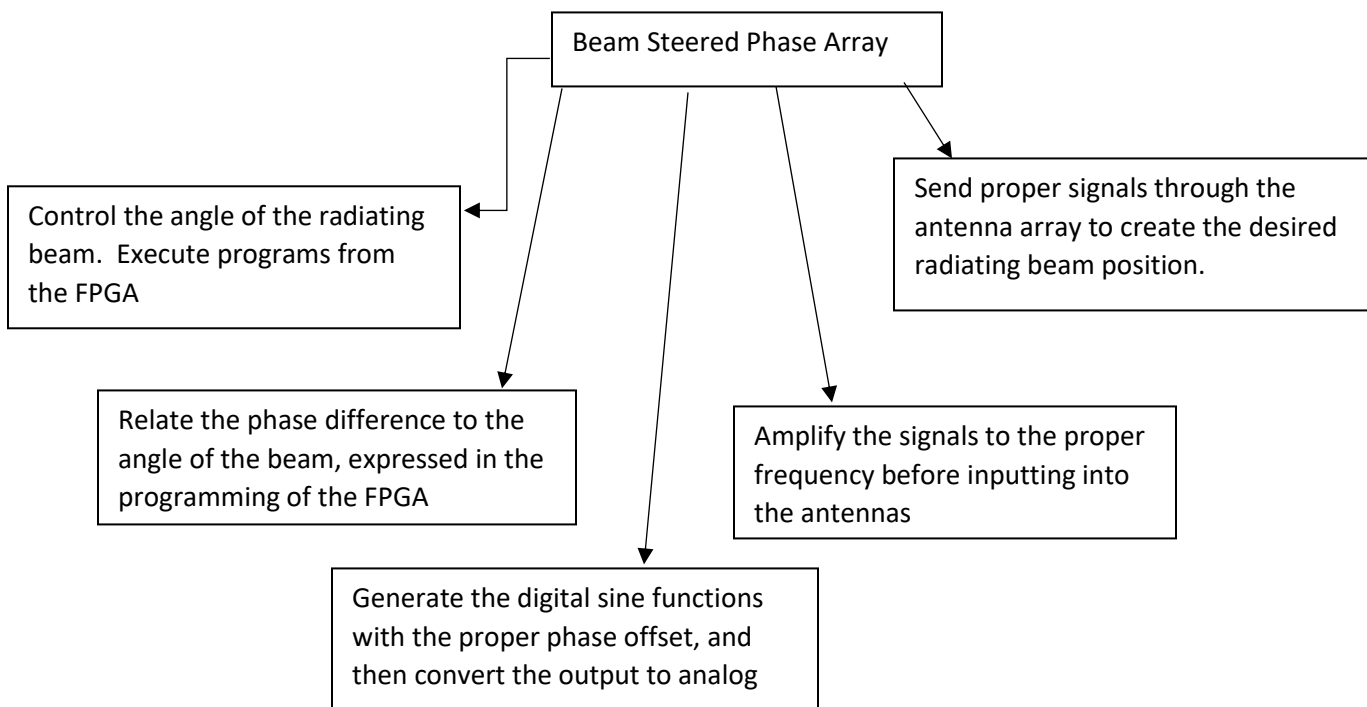 Beam Steered Phase Array
Control the angle of the radiating
beam.  Execute programs from
the FPGA
Send proper signals through the
antenna array to create the desired
radiating beam position.
Relate the phase difference to the
angle of the beam, expressed in the
programming of the FPGA
Amplify the signals to the proper
frequency before inputting into
the antennas
Generate the digital sine functions
with the proper phase offset, and
then convert the output to analog